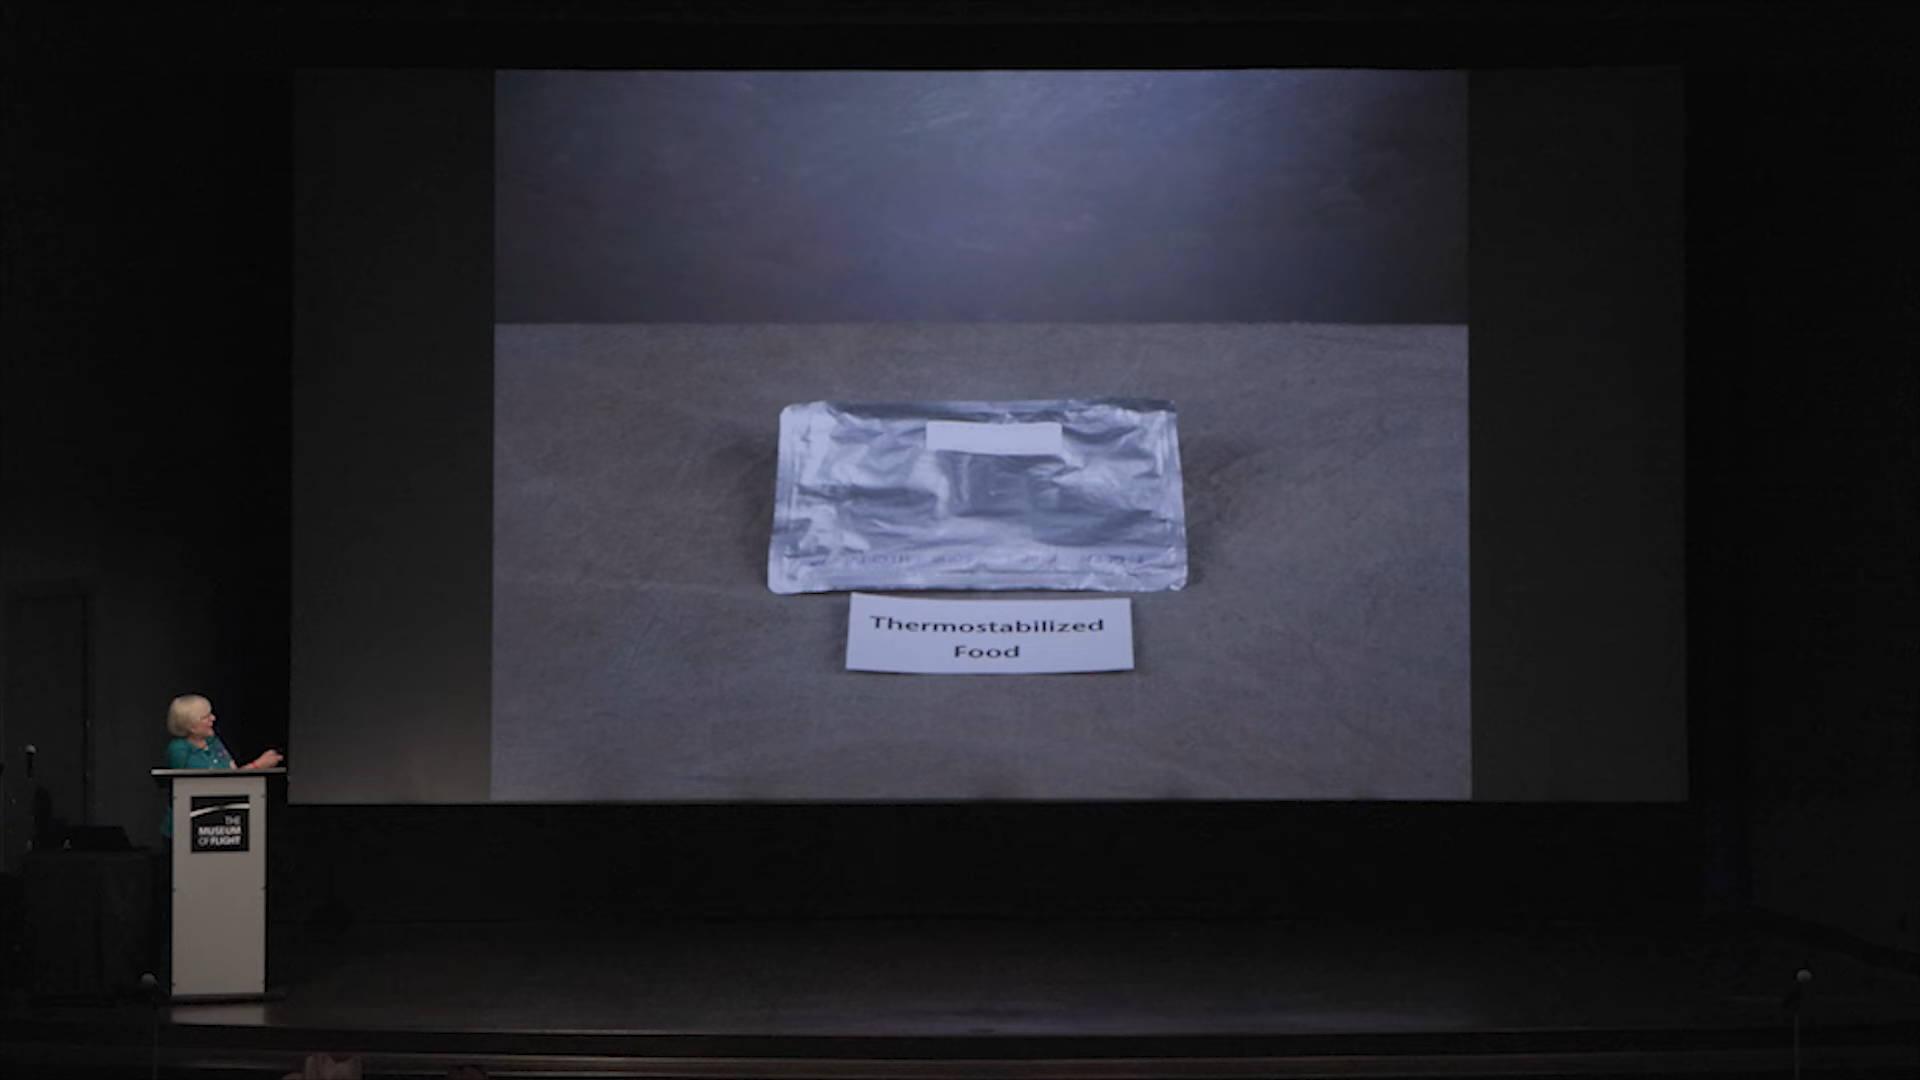 Thermostabilized
Food
THE
MUSEUM
OF FLIGHT